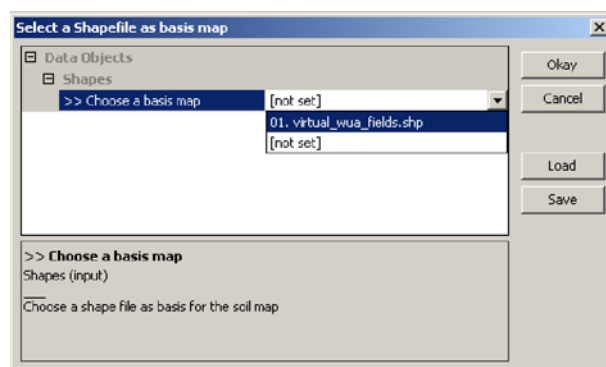 Select a Shapefile as basis map
Data Objects
Shapes
>> Choose a basis map [not set]
01. virtual_wua_fields.shp
[not set]
Okay
Cancel
Load
Save
>> Choose a basis map
Shapes (input)
Choose a shape file as basis for the soil map